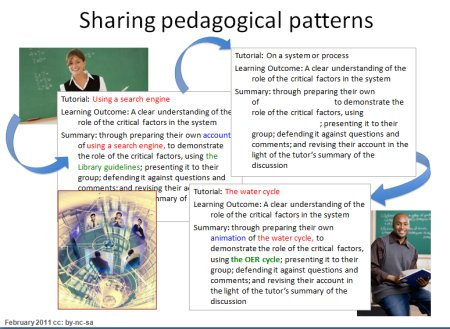 Sharing pedagogical patterns
Tutorial: Using a search engine
Learning Outcome: A clear understanding of the
role of the critical factors in the system
Summary: through preparing their own account
of using a search engine, to demonstrate
the role of the critical factors, using the
Library guidelines; presenting it to their
group; defending it against questions and
comments; and revising their ac
mmary of
Tutorial: On a system or process
Learning Outcome: A clear understanding of the
role of the critical factors in the system
Summary: through preparing their own
of to demonstrate
the role of the critical factors, using
; presenting it to their
group; defending it against questions and
comments; and revising their account in the
light of the tutor's summary of the
discussion
Tutorial: The water cycle
Learning Outcome: A clear understanding of the
role of the critical factors in the system
Summary: through preparing their own
animation of the water cycle, to
demonstrate the role of the critical factors,
using the OER cycle; presenting it to their
group; defending it against questions and
comments; and revising their account in
the light of the tutor's summary of the
discussion
February 2011 cc: by-nc-sa